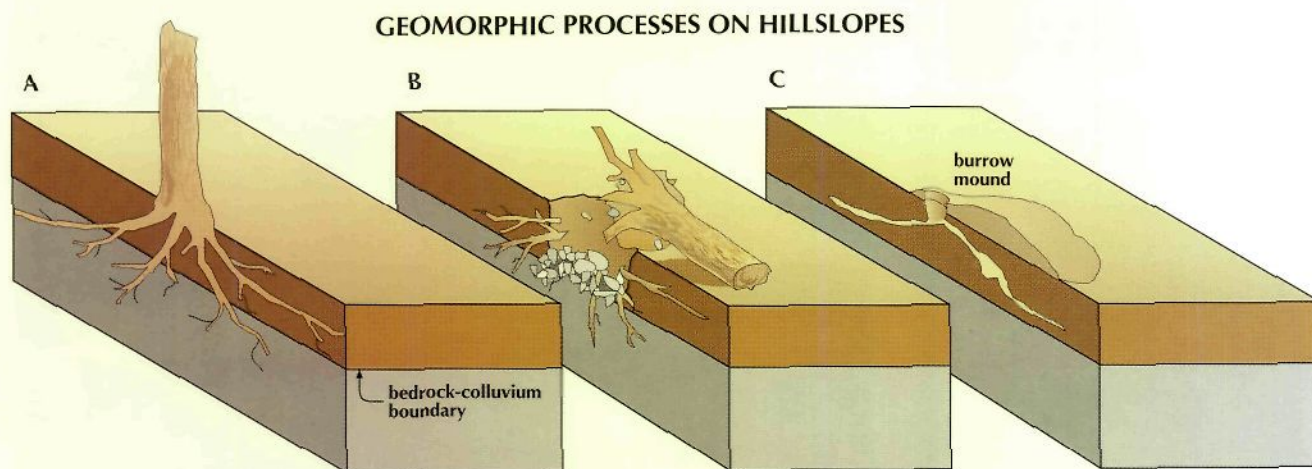 GEOMORPHIC PROCESSES ON HILLSLOPES
A
B
C
burrow
mound
bedrock-colluvium
boundary